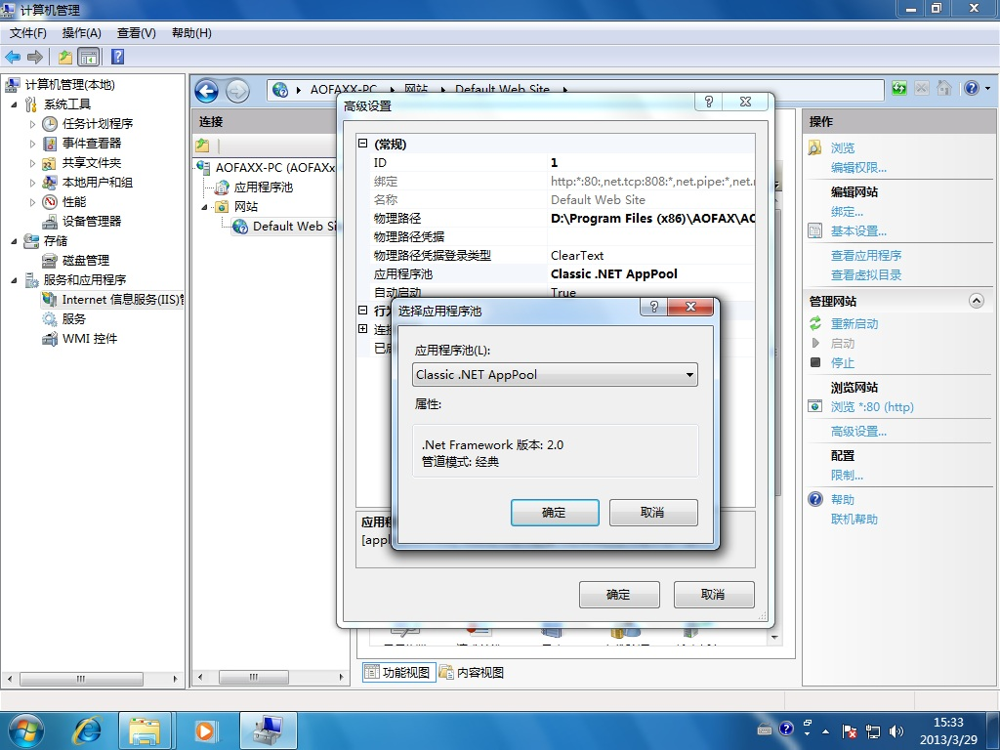 计算机管理
文件(F) 操作(A) 查看(V) 帮助(H)
计算机管理(本地)
系统工具
任务计划程序
事件查看器
共享文件夹
本地用户和组
性能
设备管理器
存储
磁盘管理
服务和应用程序
Internet 信息服务(IIS)管
服务
WMI 控件
AOFAXX-PC 网站 Default Web Site
连接
AOFAXX-PC (AOFAXx
应用程序池
网站
Default Web Si
高级设置
(常规)
ID 1
绑定 http:*:80:,net.tcp:808:*,net.pipe:*,net.
名称 Default Web Site
物理路径 D:\Program Files (x86)\AOFAX\AO
物理路径凭据
物理路径凭据登录类型 ClearText
应用程序池 Classic .NET AppPool
自动启动 True
行为
连接
已启
选择应用程序池
应用程序池(L):
Classic .NET AppPool
属性:
.Net Framework 版本: 2.0
管道模式: 经典
确定 取消
应用程
[appl
确定 取消
功能视图 内容视图
操作
浏览
编辑权限...
编辑网站
绑定...
基本设置...
查看应用程序
查看虚拟目录
管理网站
重新启动
启动
停止
浏览网站
浏览 *:80 (http)
高级设置...
配置
限制...
帮助
联机帮助
15:33
2013/3/29